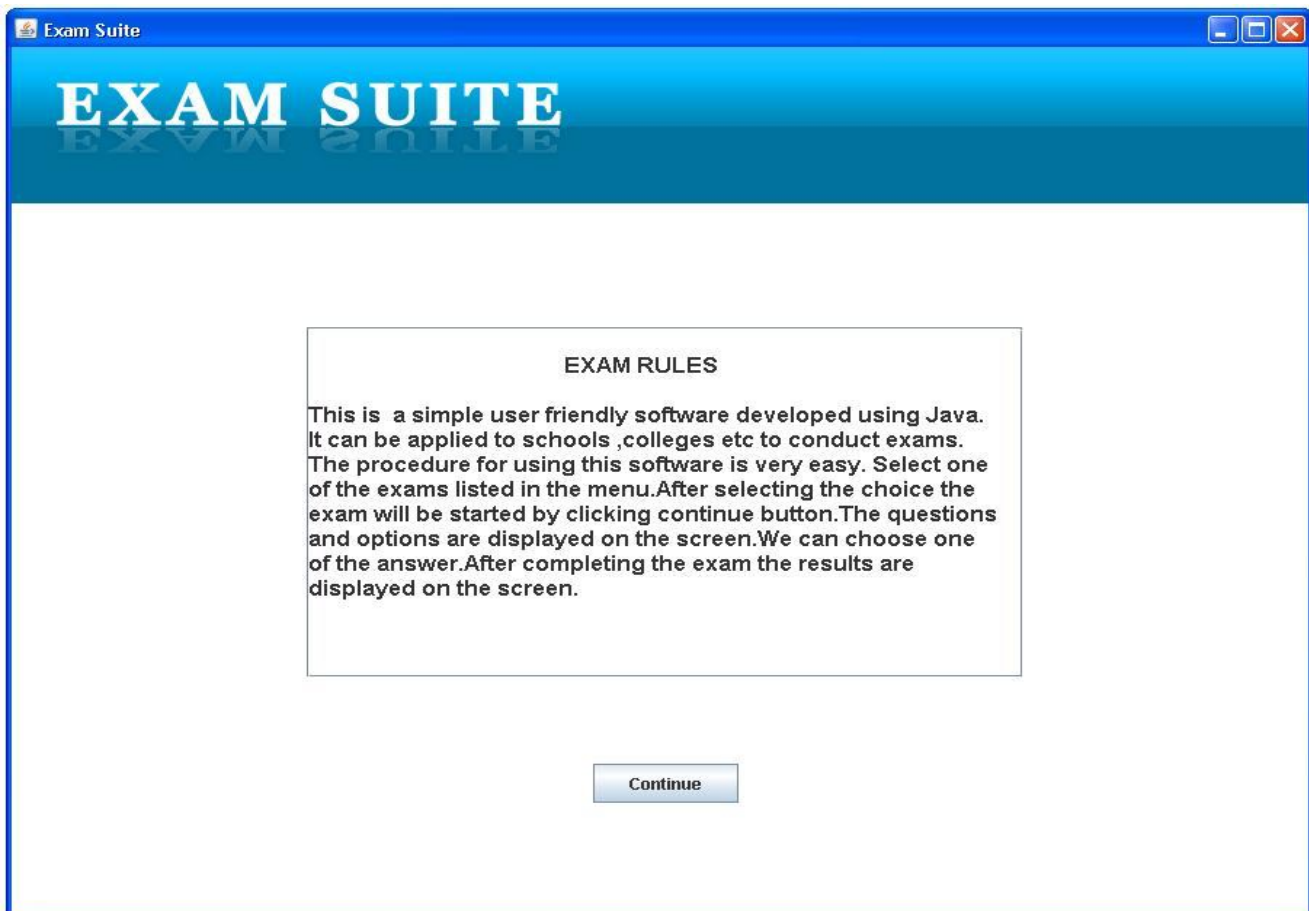 Exam Suite
EXAM SUITE
EXAM RULES
This is  a simple user friendly software developed using Java.
It can be applied to schools ,colleges etc to conduct exams.
The procedure for using this software is very easy. Select one
of the exams listed in the menu.After selecting the choice the
exam will be started by clicking continue button.The questions
and options are displayed on the screen.We can choose one
of the answer.After completing the exam the results are
displayed on the screen.
Continue